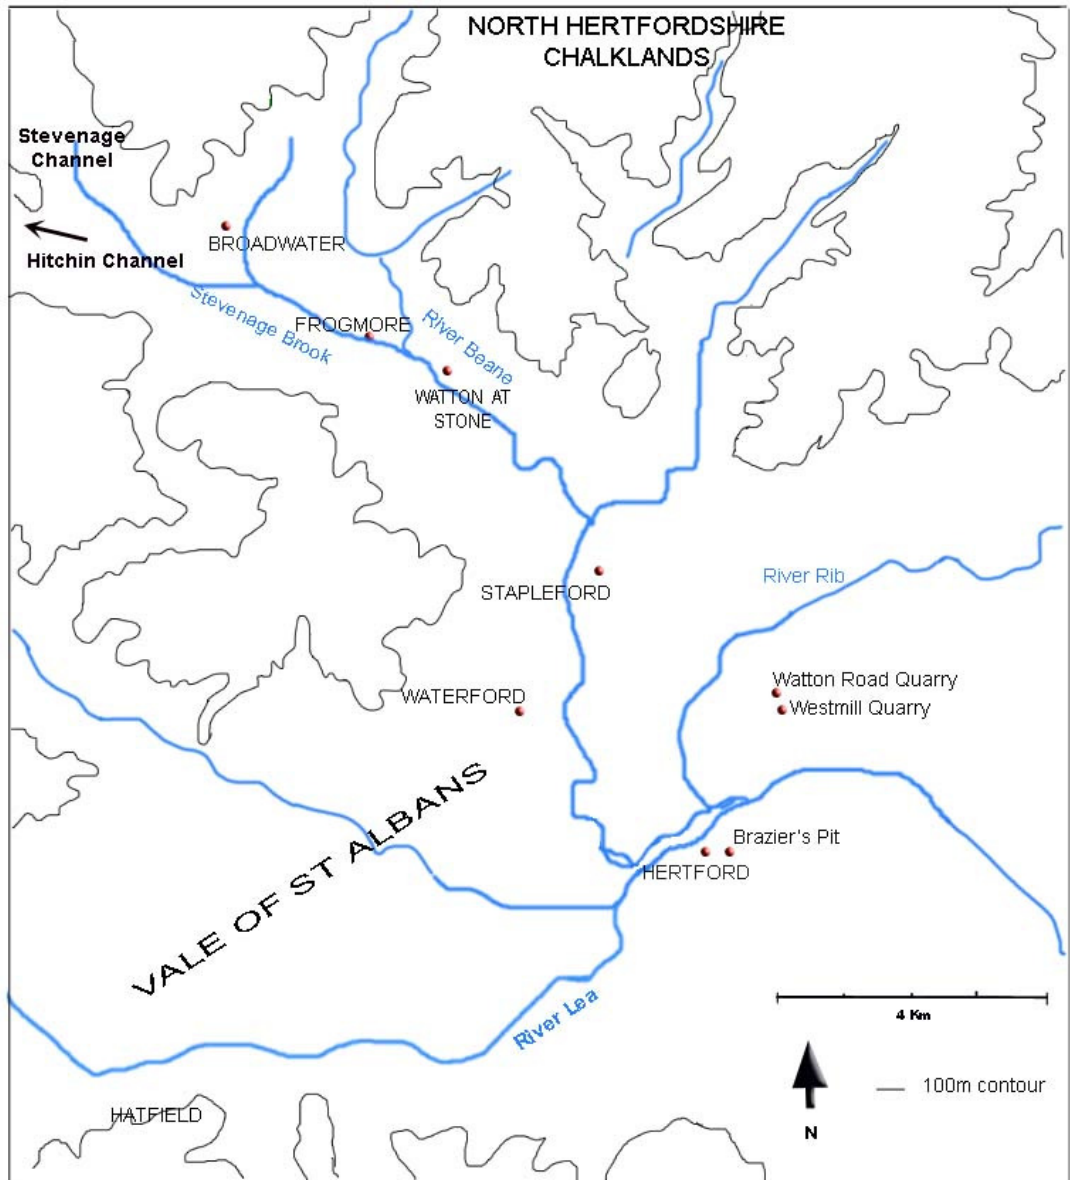 NORTH HERTFORDSHIRE
CHALKLANDS
Stevenage
Channel
BROADWATER
Hitchin Channel
Stevenage Brook
FROGMORE
River Beane
WATTON AT
STONE
STAPLEFORD
River Rib
WATERFORD
Watton Road Quarry
Westmill Quarry
VALE OF ST ALBANS
Brazier's Pit
HERTFORD
River Lea
4 Km
100m contour
HATFIELD
N